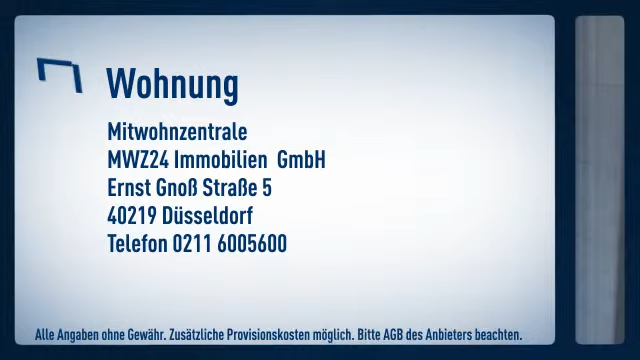 Wohnung
Mitwohnzentrale
MWZ24 Immobilien GmbH
Ernst Gnoß Straße 5
40219 Düsseldorf
Telefon 0211 6005600
Alle Angaben ohne Gewähr. Zusätzliche Provisionskosten möglich. Bitte AGB des Anbieters beachten.